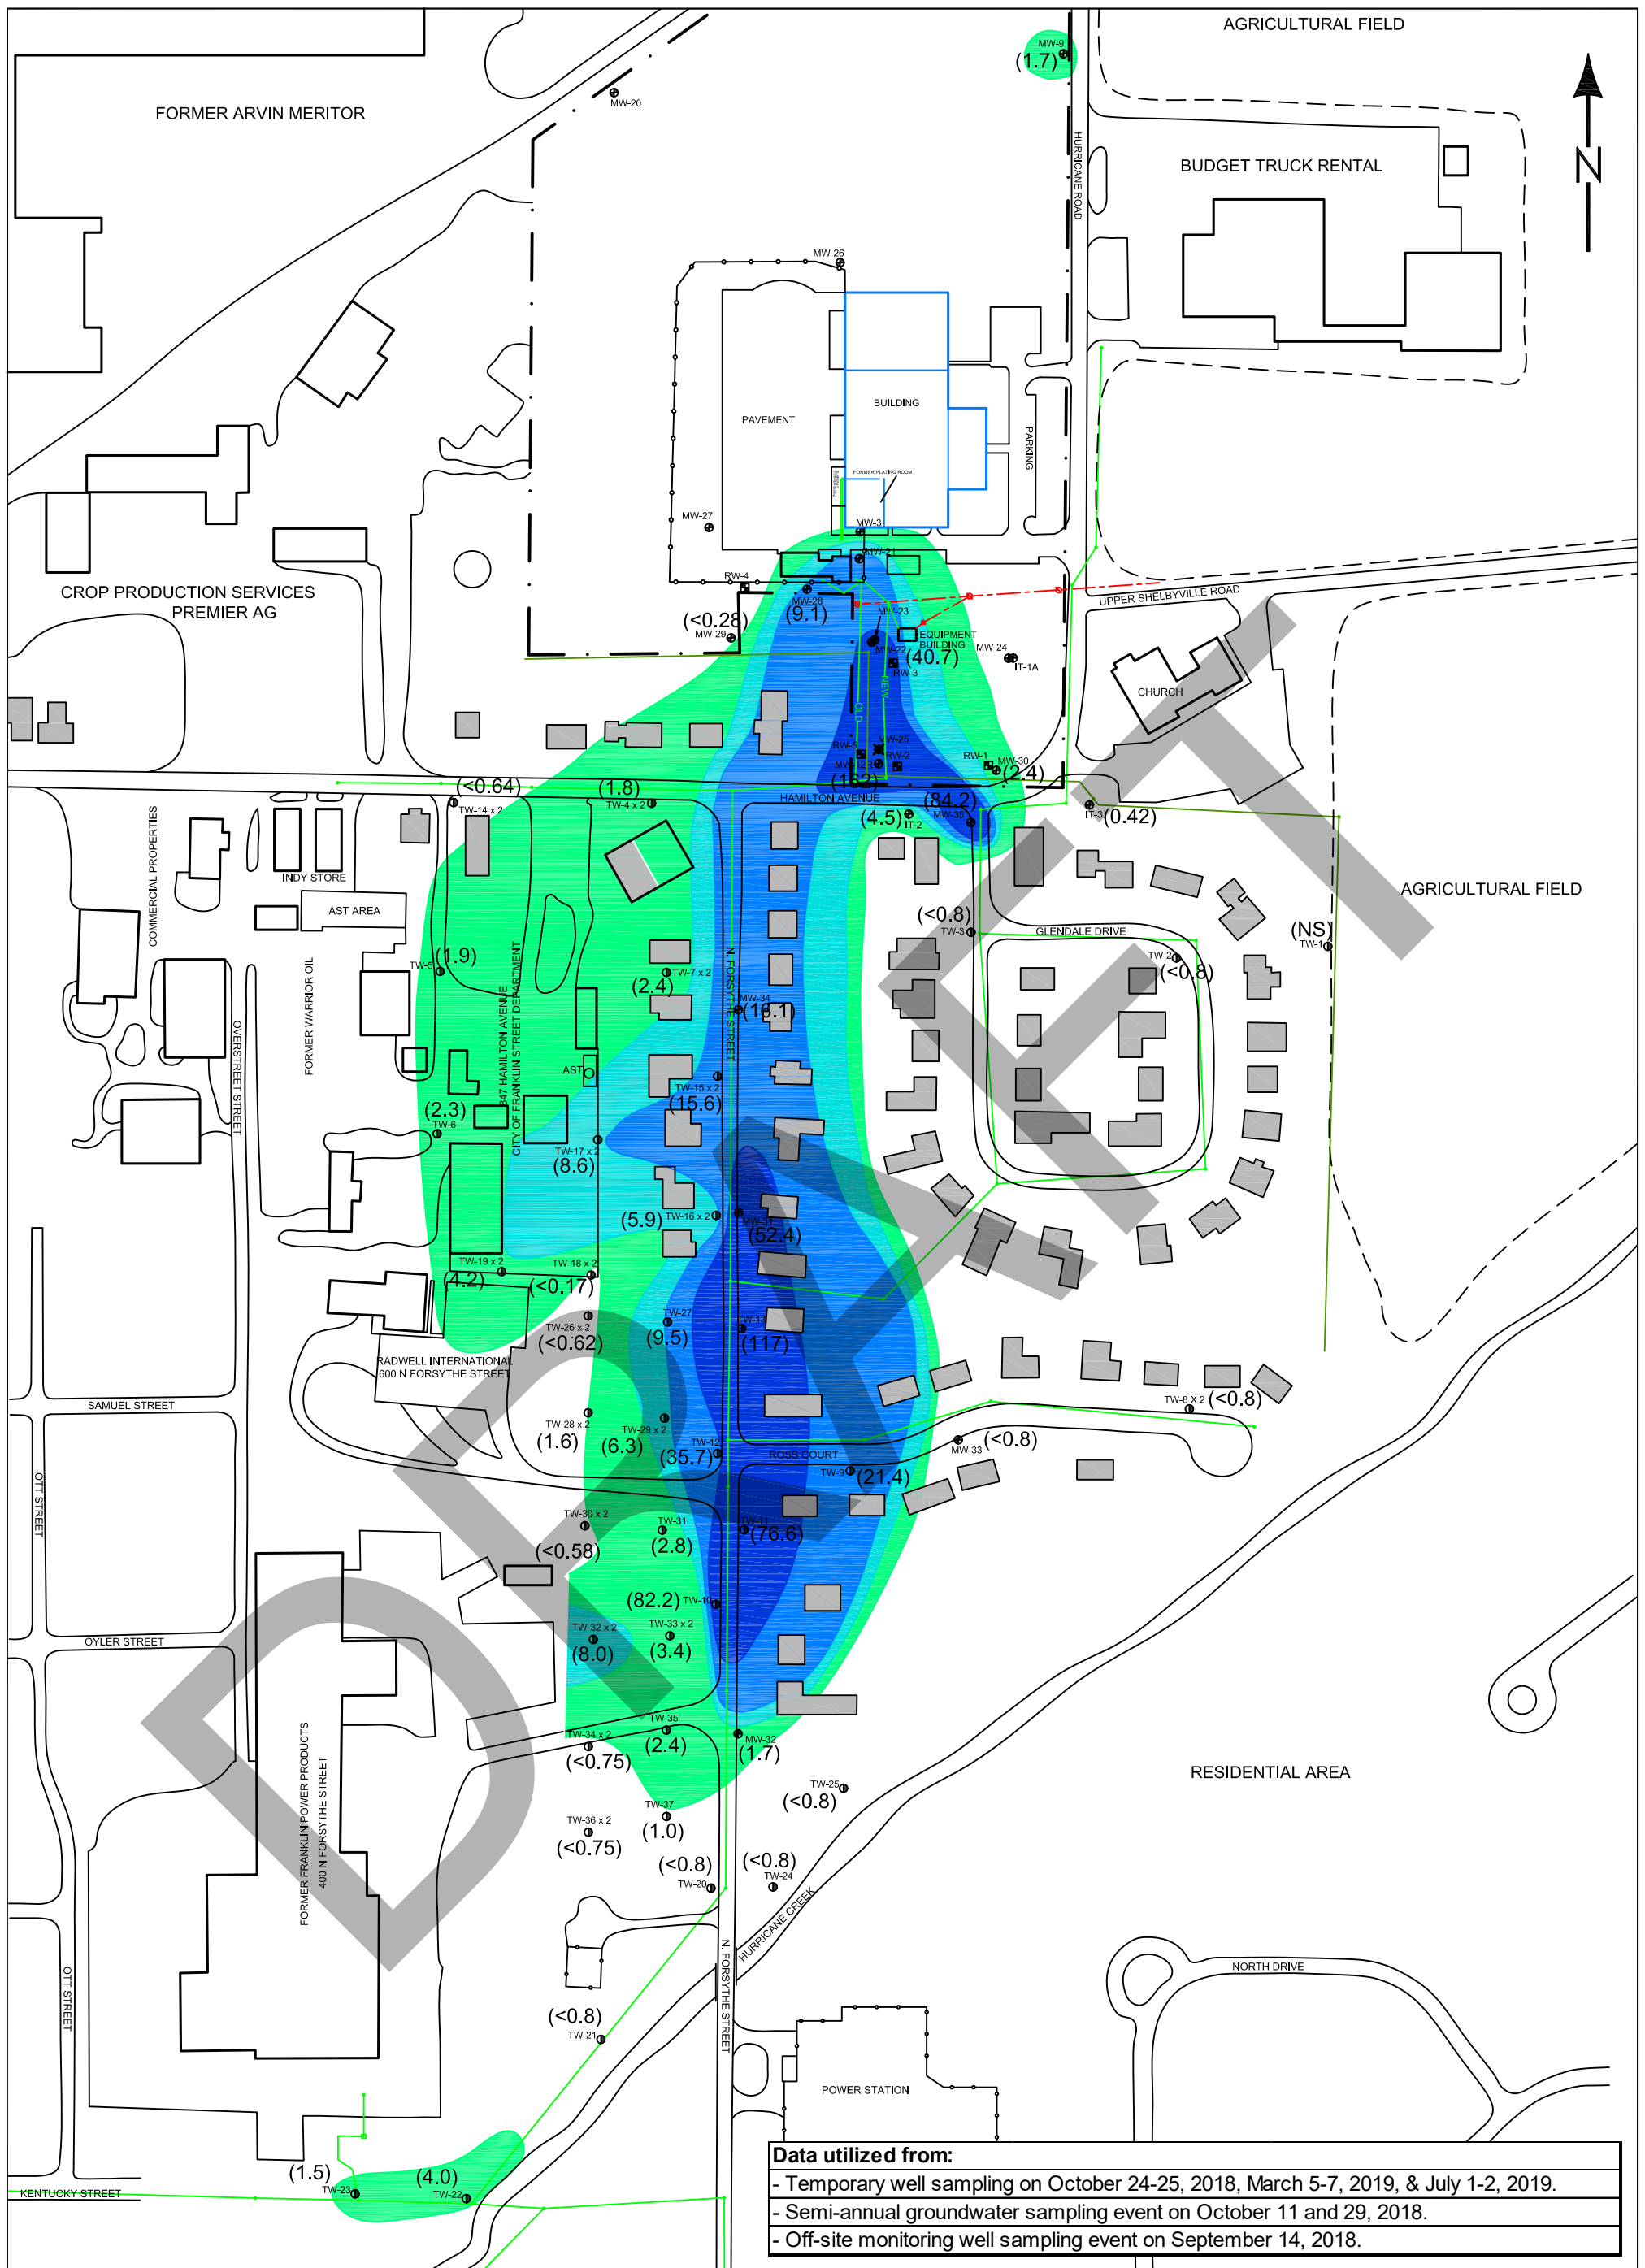 AGRICULTURAL FIELD
MW-9
(1.7)
MW-20
FORMER ARVIN MERITOR
HURRICANE ROAD
BUDGET TRUCK RENTAL
N
MW-26
BUILDING
PAVEMENT
PARKING
FORMER PLATING ROOM
MW-27
MW-3
MW-21
CROP PRODUCTION SERVICES
PREMIER AG
RW-4
MW-28
(9.1)
UPPER SHELBYVILLE ROAD
(<0.28)
MW-29
MW-23
EQUIPMENT
BUILDING
MW-22
(40.7)
MW-24
IT-1A
RW-3
CHURCH
NEW
OLD
MW-25
RW-5
RW-2
RW-1
MW-30
(2.4)
(162)
(<0.64)
TW-14 x 2
(1.8)
TW-4 x 2
HAMILTON AVENUE
(84.2)
MW-35
(4.5)
IT-2
IT-3
(0.42)
COMMERCIAL PROPERTIES
INDY STORE
AST AREA
AGRICULTURAL FIELD
(<0.8)
TW-3
GLENDALE DRIVE
(NS)
TW-1
TW-2
(<0.8)
(1.9)
TW-5
TW-7 x 2
(2.4)
N. FORSYTHE STREET
MW-34
(16.1)
FORMER WARRIOR OIL
847 HAMILTON AVENUE
CITY OF FRANKLIN STREET DEPARTMENT
OVERSTREET STREET
AST
TW-15 x 2
(15.6)
(2.3)
TW-6
TW-17 x 2
(8.6)
(5.9)
TW-16 x 2
MW-31
(52.4)
TW-19 x 2
(4.2)
TW-18 x 2
(<0.17)
TW-26 x 2
(<0.62)
TW-27
(9.5)
TW-13
(117)
RADWELL INTERNATIONAL
600 N FORSYTHE STREET
SAMUEL STREET
TW-8 X 2
(<0.8)
TW-28 x 2
(1.6)
TW-29 x 2
(6.3)
TW-12
(35.7)
ROSS COURT
MW-33
(<0.8)
TW-9
(21.4)
OTT STREET
TW-30 x 2
(<0.58)
TW-31
(2.8)
TW-11
(76.6)
(82.2)
TW-10
OYLER STREET
TW-32 x 2
(8.0)
TW-33 x 2
(3.4)
TW-35
(2.4)
TW-34 x 2
(<0.75)
MW-32
(1.7)
RESIDENTIAL AREA
TW-25
(<0.8)
TW-37
(1.0)
TW-36 x 2
(<0.75)
FORMER FRANKLIN POWER PRODUCTS
400 N FORSYTHE STREET
(<0.8)
TW-20
(<0.8)
TW-24
HURRICANE CREEK
N. FORSYTHE STREET
NORTH DRIVE
OTT STREET
(<0.8)
TW-21
POWER STATION
(1.5)
TW-23
(4.0)
TW-22
KENTUCKY STREET
DRAFT
Data utilized from:
- Temporary well sampling on October 24-25, 2018, March 5-7, 2019, & July 1-2, 2019.
- Semi-annual groundwater sampling event on October 11 and 29, 2018.
- Off-site monitoring well sampling event on September 14, 2018.